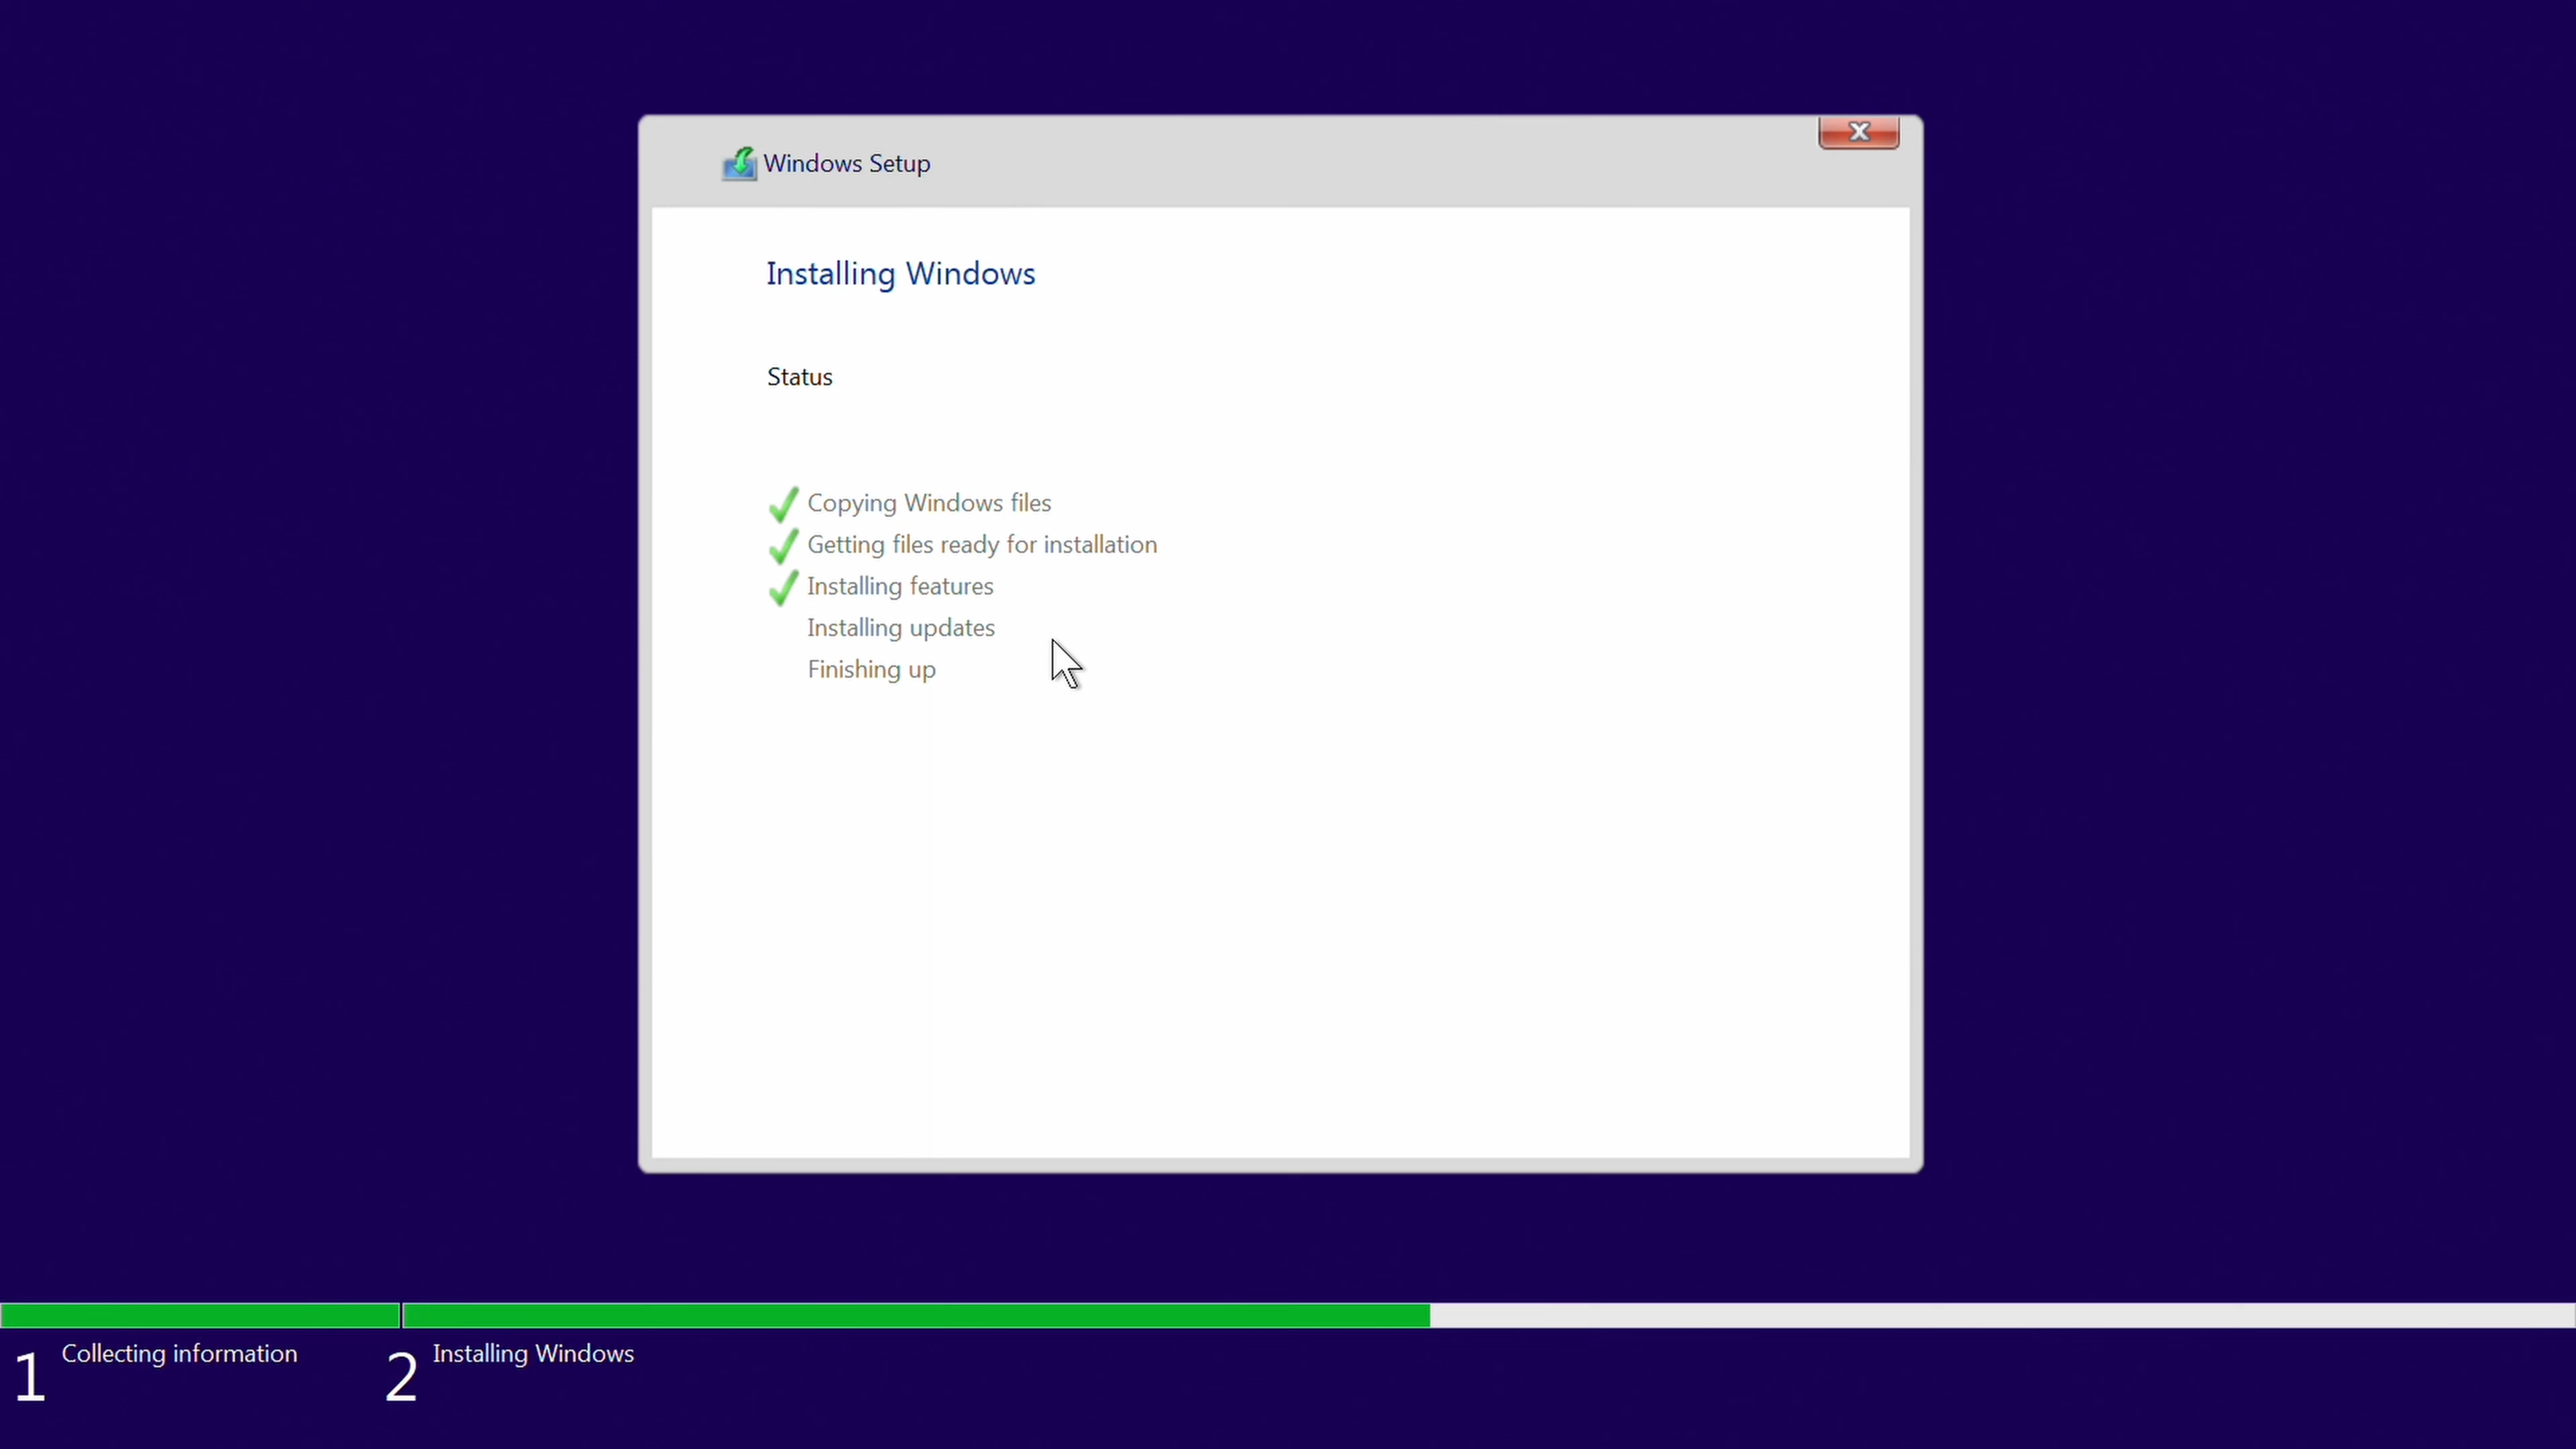 Windows Setup
Installing Windows
Status
Copying Windows files
Getting files ready for installation
Installing features
Installing updates
Finishing up
1 Collecting information
2 Installing Windows